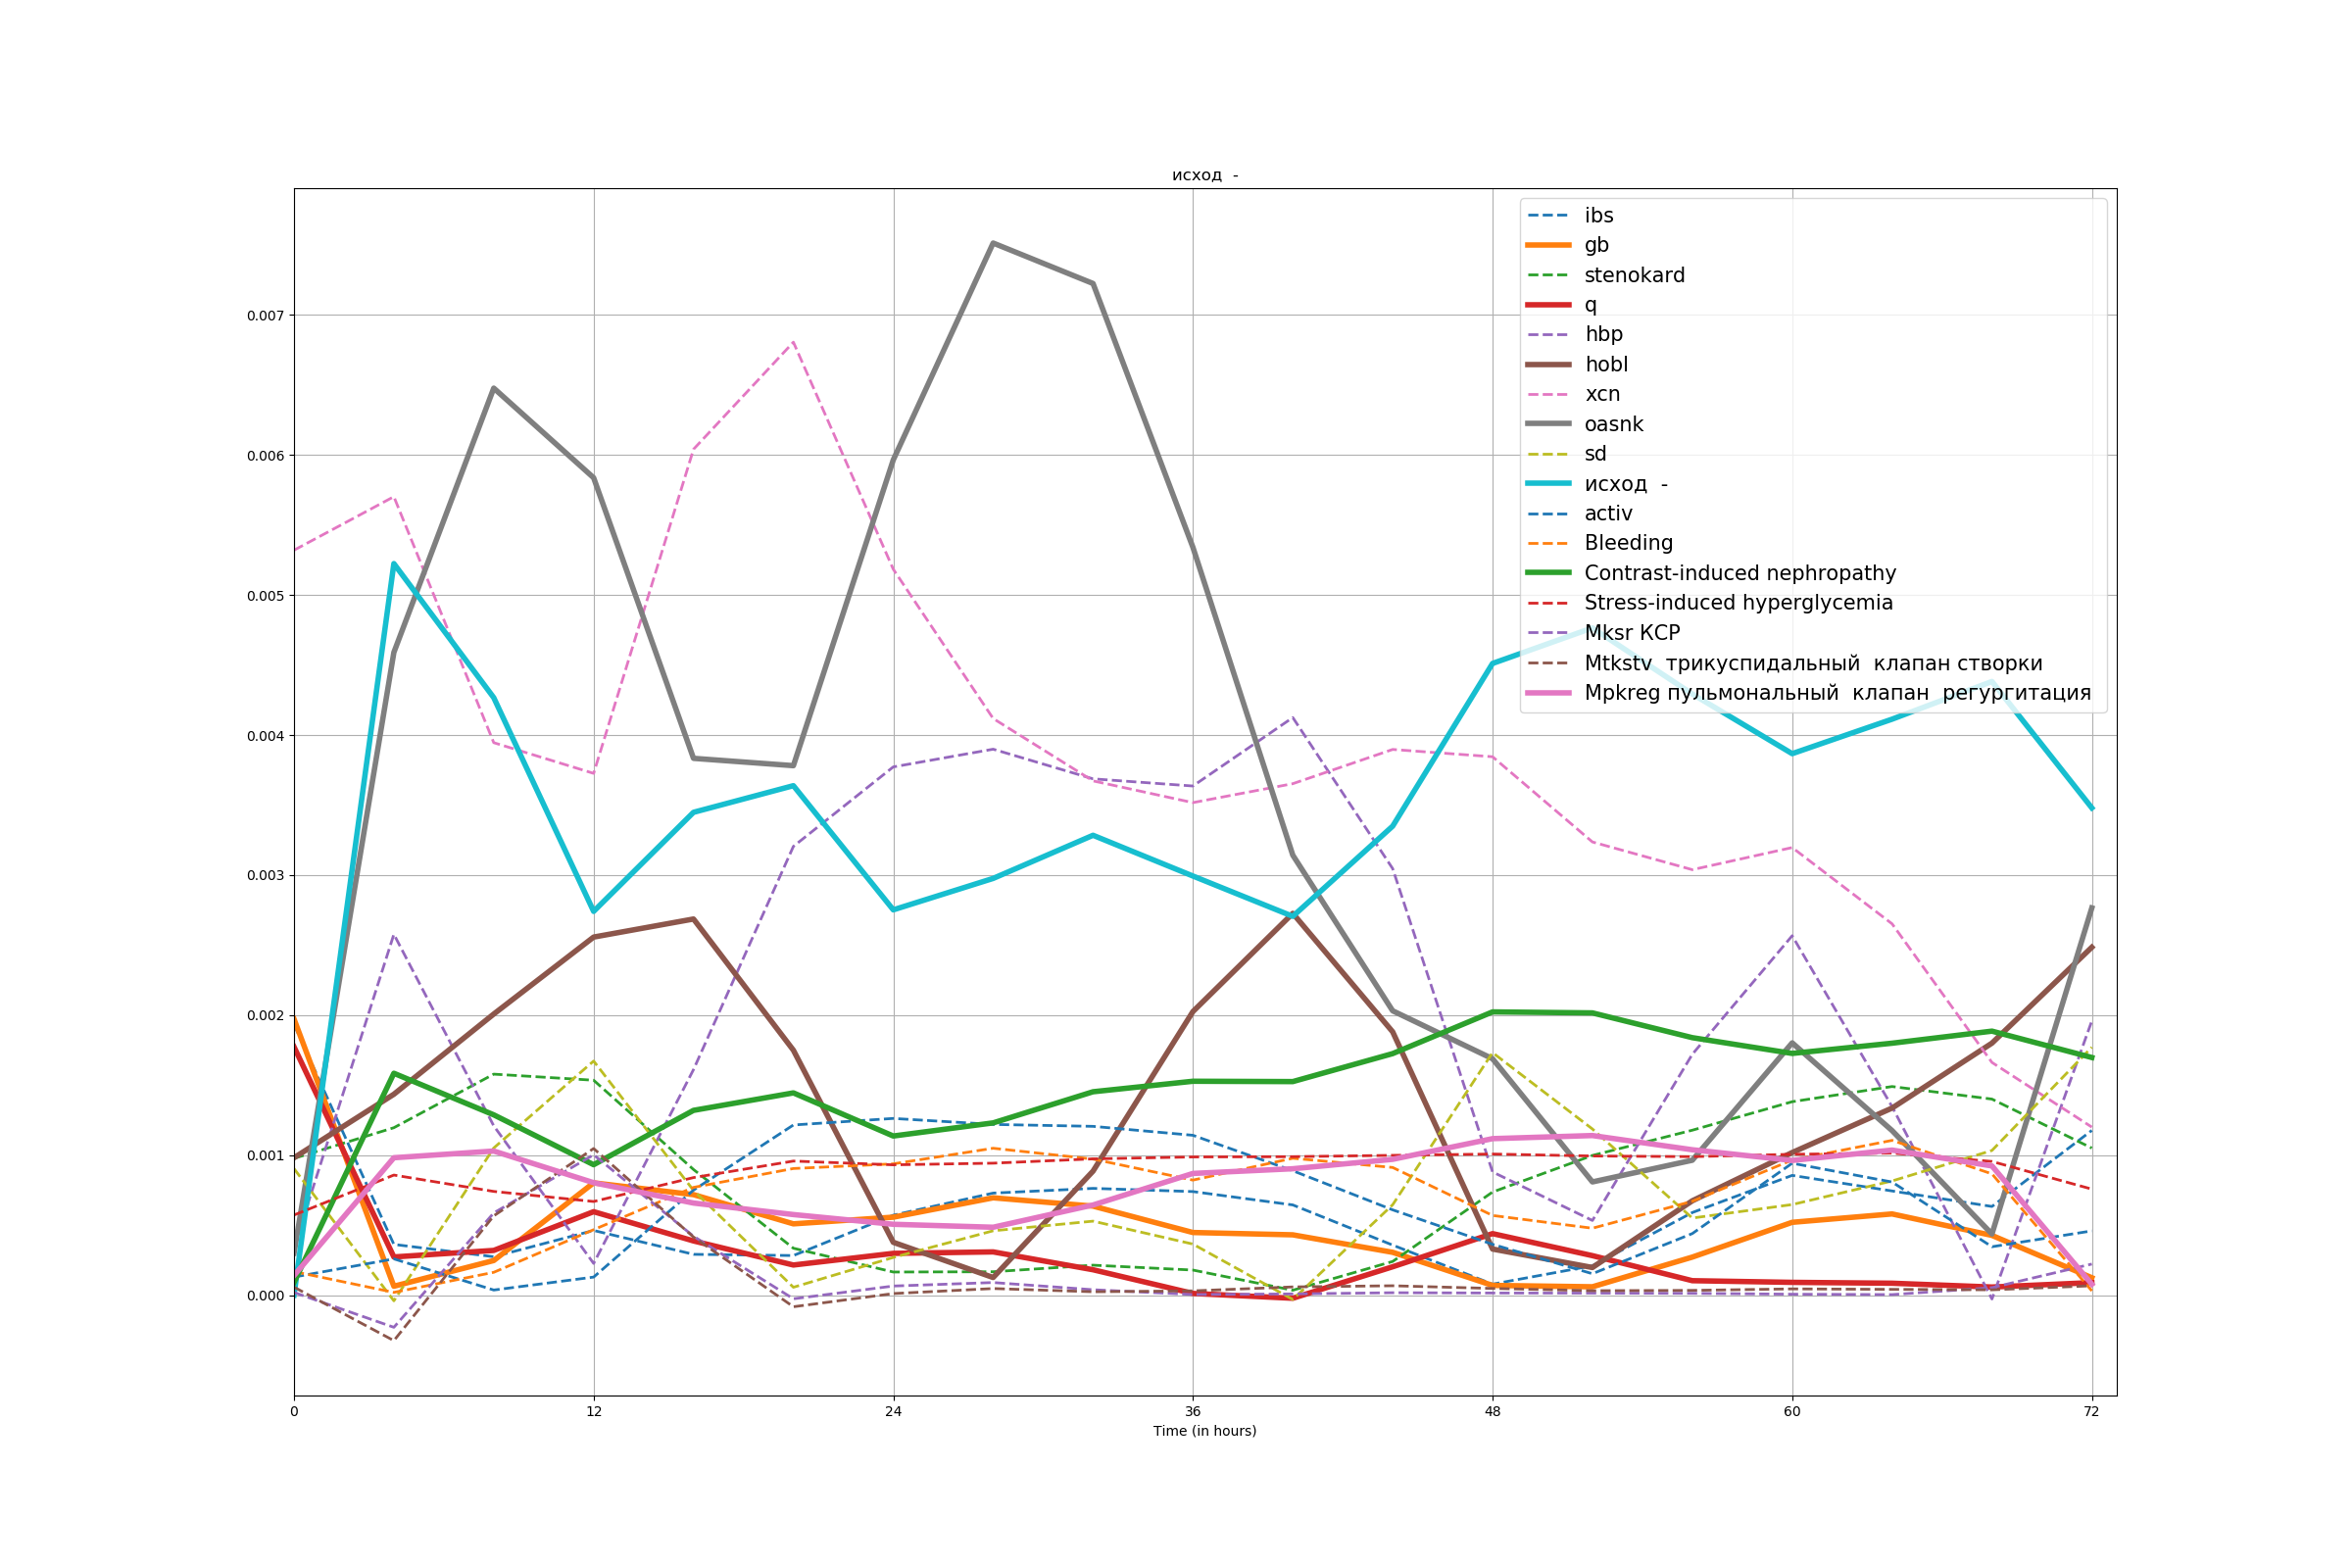 исход -
0.007
0.006
0.005
0.004
0.003
0.002
0.001
0.000
ibs
gb
stenokard
q
hbp
hobl
xcn
oasnk
sd
исход -
activ
Bleeding
Contrast-induced nephropathy
Stress-induced hyperglycemia
Mksr КСР
Mtkstv трикуспидальный клапан створки
Mpkreg пульмональный клапан регургитация
0 12 24 36 48 60 72
Time (in hours)